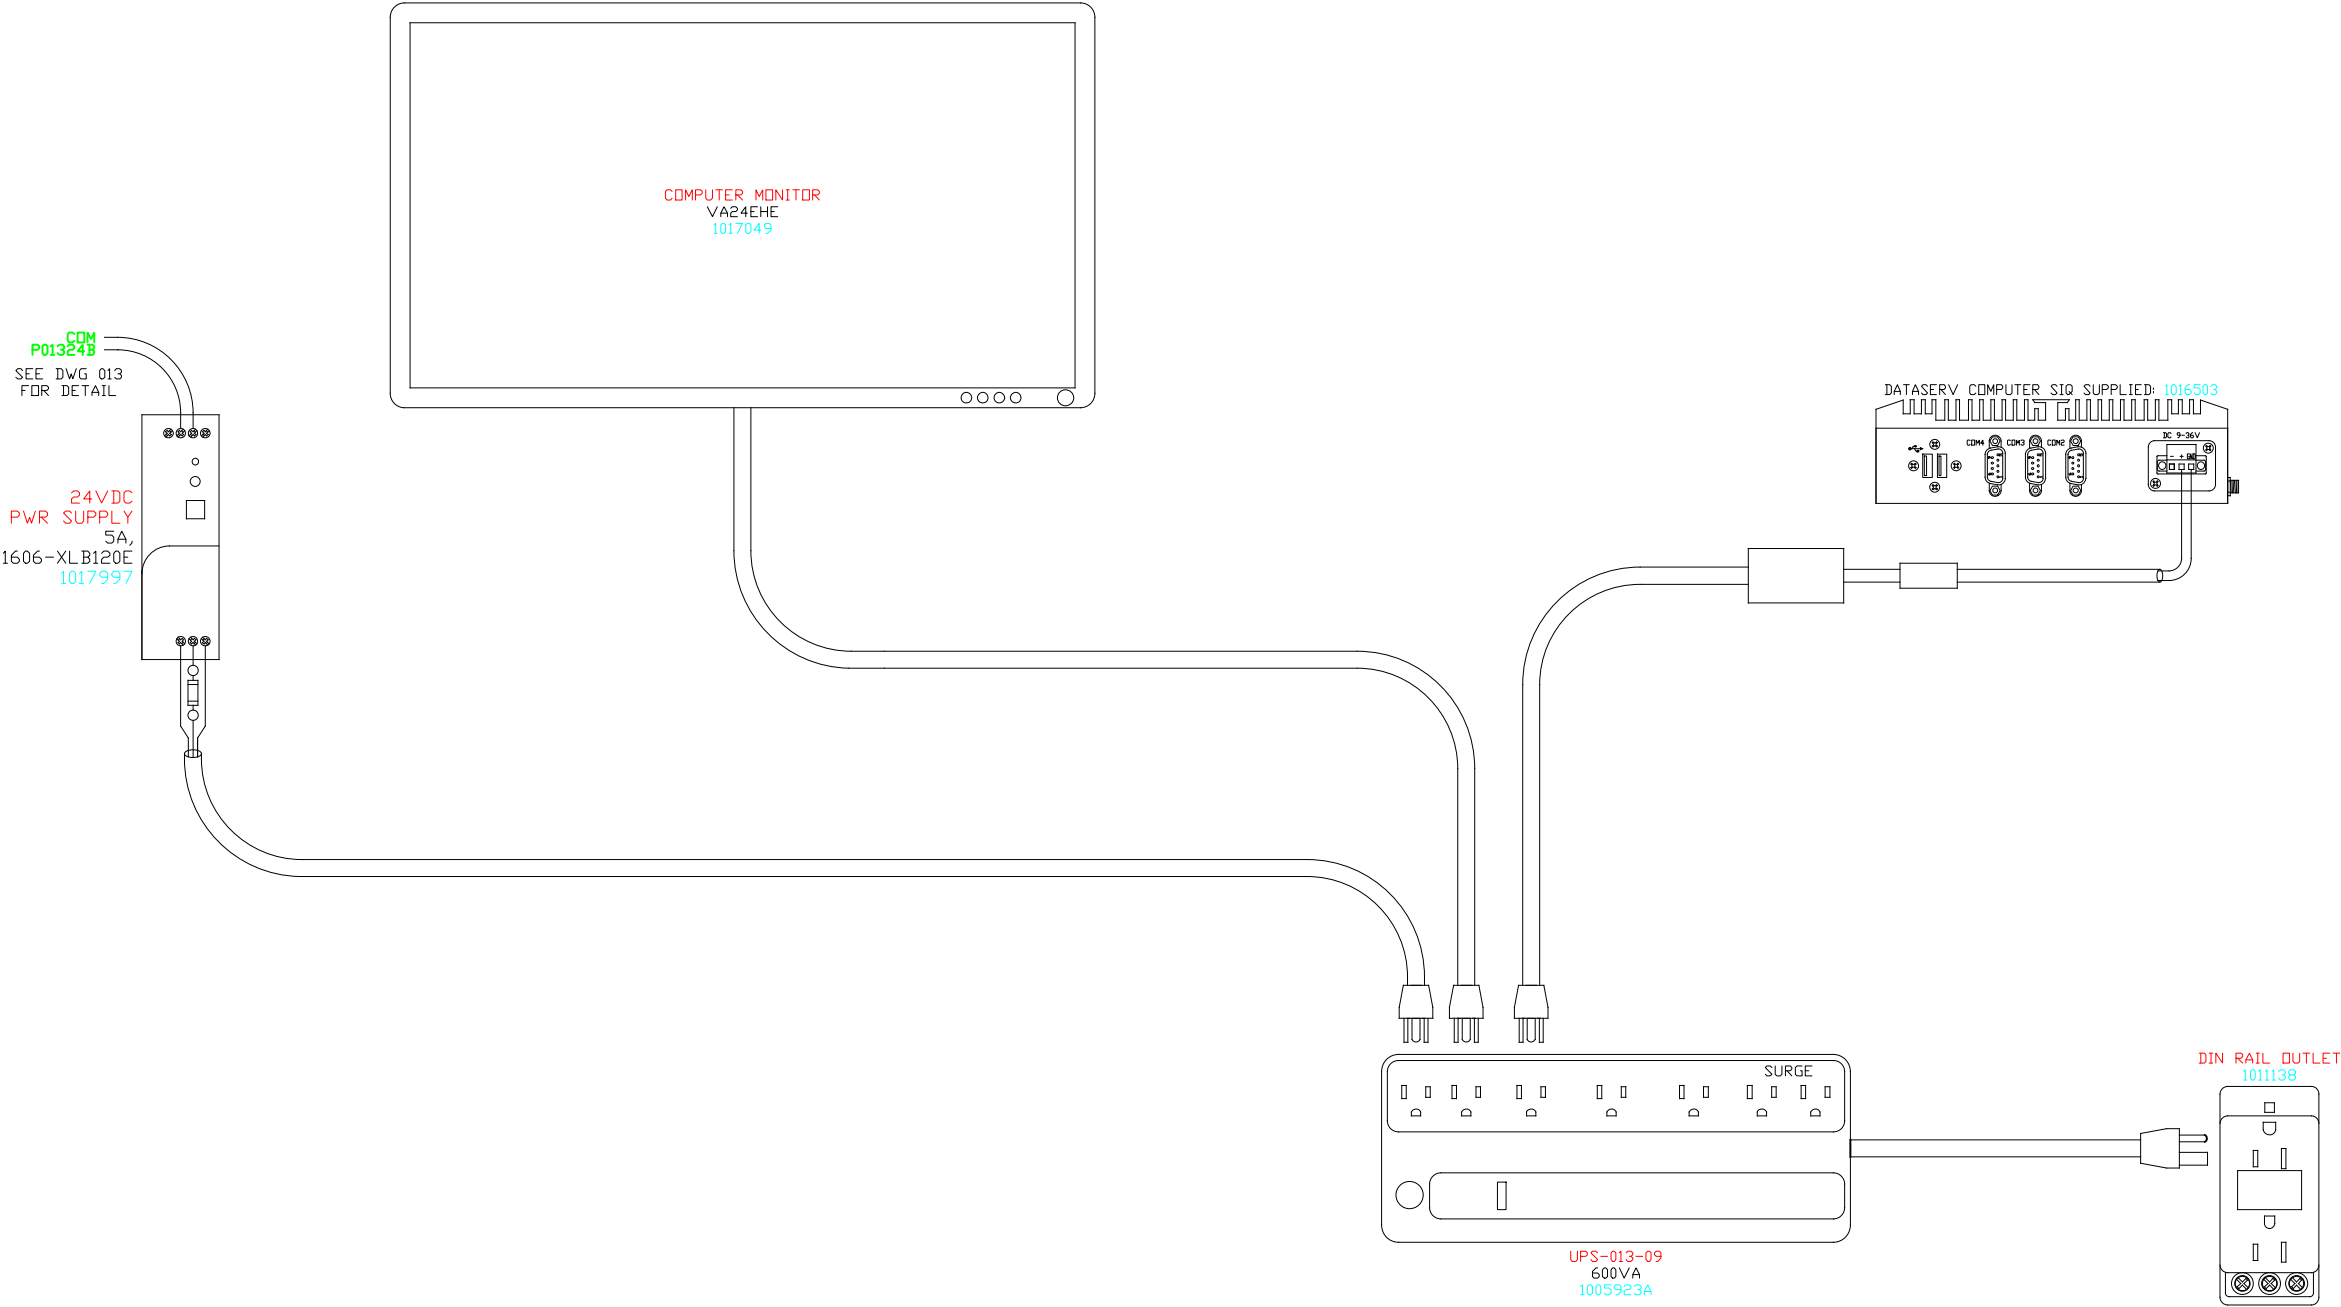 COMPUTER MONITOR
VA24EHE
1017049
COM
P01324B
SEE DWG 013
FOR DETAIL
24VDC
PWR SUPPLY
5A,
1606-XLB120E
1017997
DATASERV COMPUTER SIQ SUPPLIED: 1016503
COM4 COM3 COM2
DC 9-36V
- + GND
SURGE
UPS-013-09
600VA
1005923A
DIN RAIL OUTLET
1011138